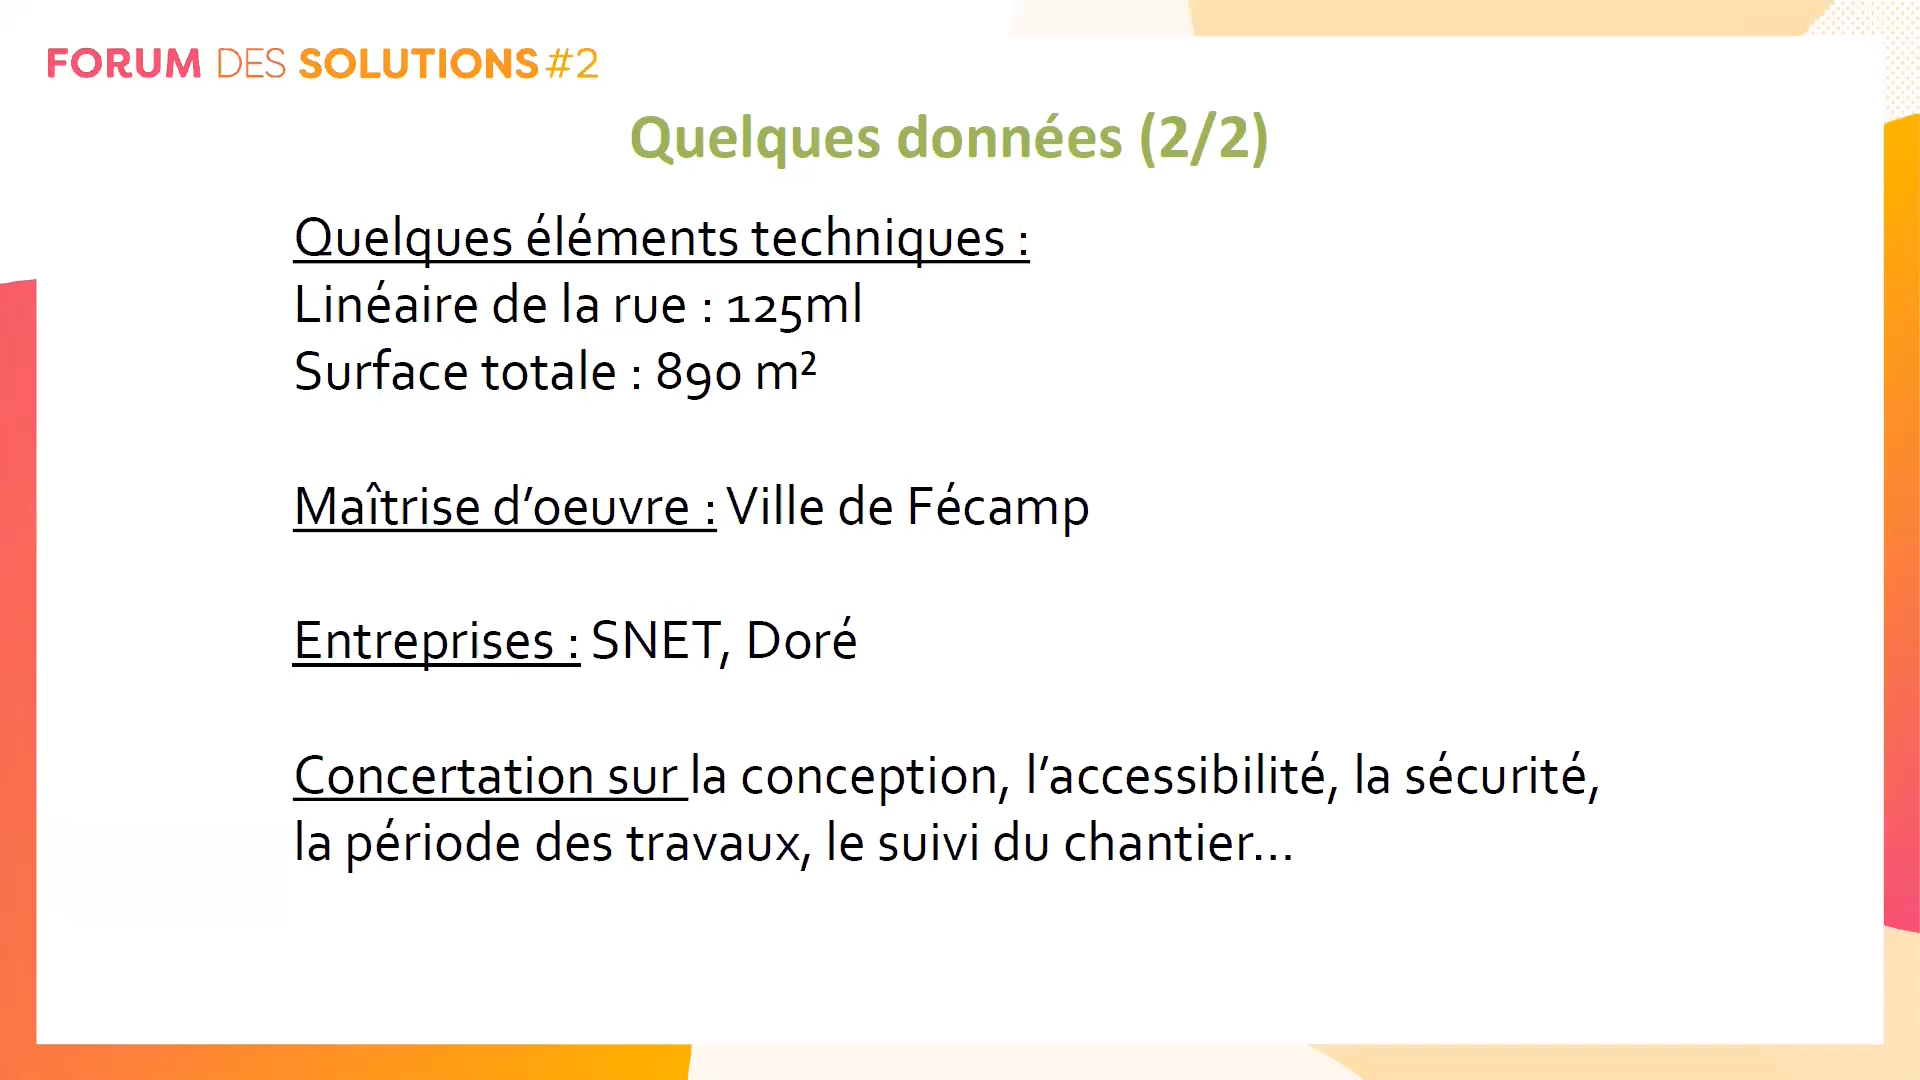 FORUM DES SOLUTIONS #2
Quelques données (2/2)
Quelques éléments techniques :
Linéaire de la rue : 125ml
Surface totale : 890 m²
Maîtrise d’oeuvre : Ville de Fécamp
Entreprises : SNET, Doré
Concertation sur la conception, l’accessibilité, la sécurité,
la période des travaux, le suivi du chantier…